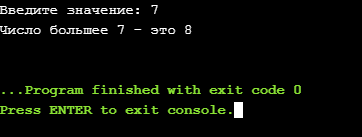 Введите значение: 7
Число большее 7 - это 8
...Program finished with exit code 0
Press ENTER to exit console.